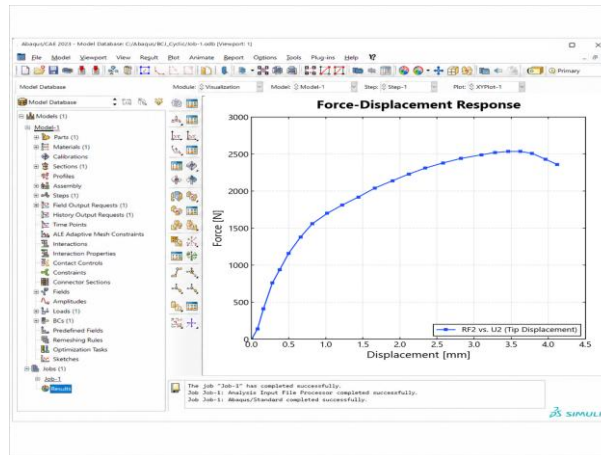 Abaqus/CAE 2023 - Model Database: C:/Abaqus/BCJ_Cyclic/Job-1.odb [Viewport: 1]
File Model Viewport View Result Plot Animate Report Options Tools Plug-ins Help
Primary
Model Database
Module: Visualization Model: Model-1 Step: Step-1 Plot: XYPlot-1
Model Database
Models (1)
Model-1
Parts (1)
Materials (1)
Calibrations
Sections (1)
Profiles
Assembly
Steps (1)
Field Output Requests (1)
History Output Requests (1)
Time Points
ALE Adaptive Mesh Constraints
Interactions
Interaction Properties
Contact Controls
Constraints
Connector Sections
Fields
Amplitudes
Loads (1)
BCs (1)
Predefined Fields
Remeshing Rules
Optimization Tasks
Sketches
Jobs (1)
Job-1
Results
Force-Displacement Response
3000
2500
2000
1500
1000
500
0
Force [N]
0.0 0.5 1.0 1.5 2.0 2.5 3.0 3.5 4.0 4.5
Displacement [mm]
RF2 vs. U2 (Tip Displacement)
The job "Job-1" has completed successfully.
Job Job-1: Analysis Input File Processor completed successfully.
Job Job-1: Abaqus/Standard completed successfully.
SIMULI